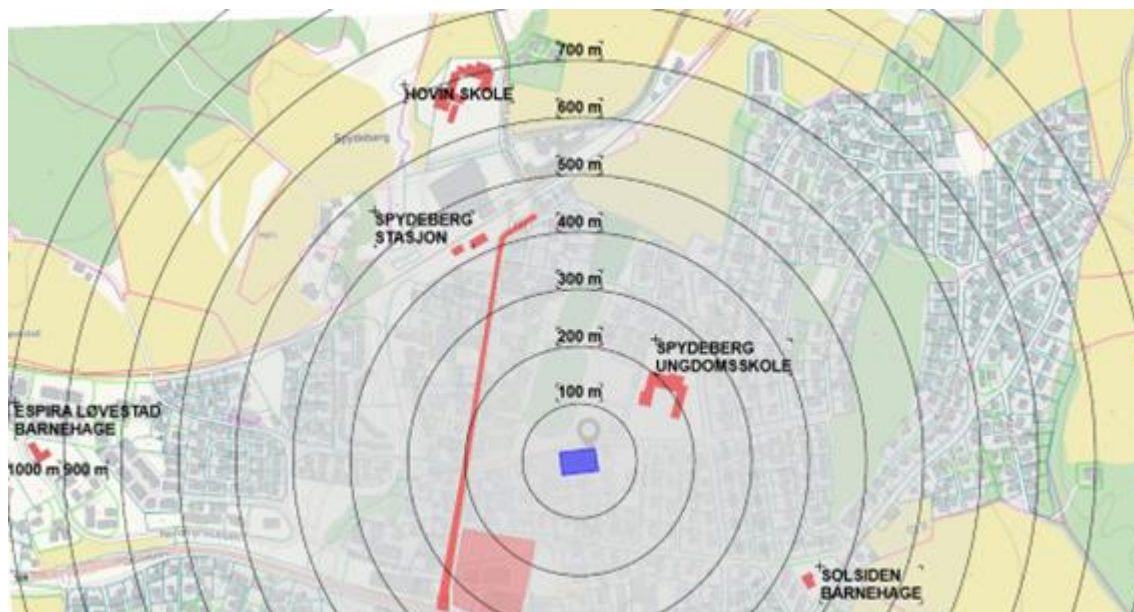 700 m
HOVIN SKOLE
600 m
Spydeberg
500 m
SPYDEBERG
STASJON
400 m
300 m
200 m
SPYDEBERG
UNGDOMSSKOLE
100 m
ESPIRA LØVESTAD
BARNEHAGE
1000 m 900 m
SOLSIDEN
BARNEHAGE